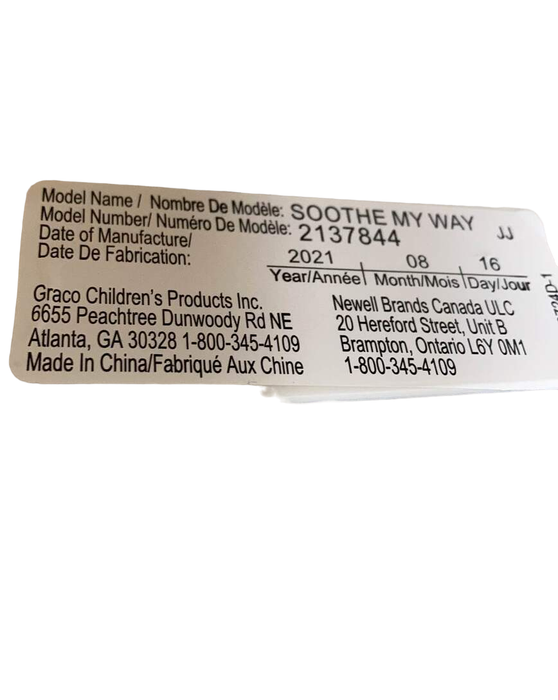 Model Name / Nombre De Modèle: SOOTHE MY WAY JJ
Model Number/ Numéro De Modèle: 2137844
Date of Manufacture/
Date De Fabrication: 2021 08 16
Year/Année Month/Mois Day/Jour
Graco Children's Products Inc.
6655 Peachtree Dunwoody Rd NE
Atlanta, GA 30328 1-800-345-4109
Made In China/Fabriqué Aux Chine
Newell Brands Canada ULC
20 Hereford Street, Unit B
Brampton, Ontario L6Y 0M1
1-800-345-4109